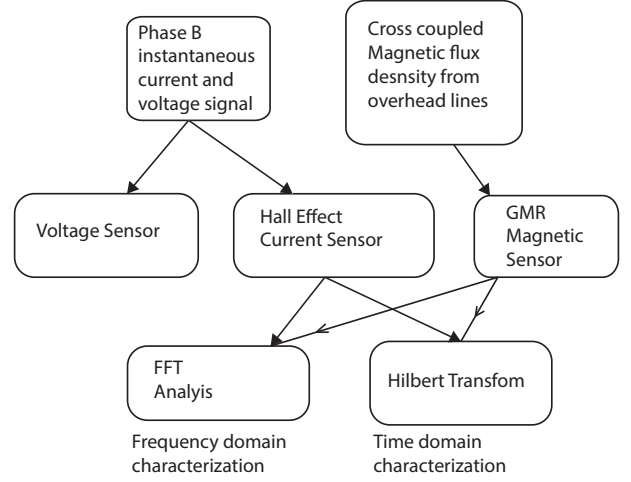 Phase B
instantaneous
current and
voltage signal
Cross coupled
Magnetic flux
desnsity from
overhead lines
Voltage Sensor
Hall Effect
Current Sensor
GMR
Magnetic
Sensor
FFT
Analyis
Hilbert Transfom
Frequency domain
characterization
Time domain
characterization